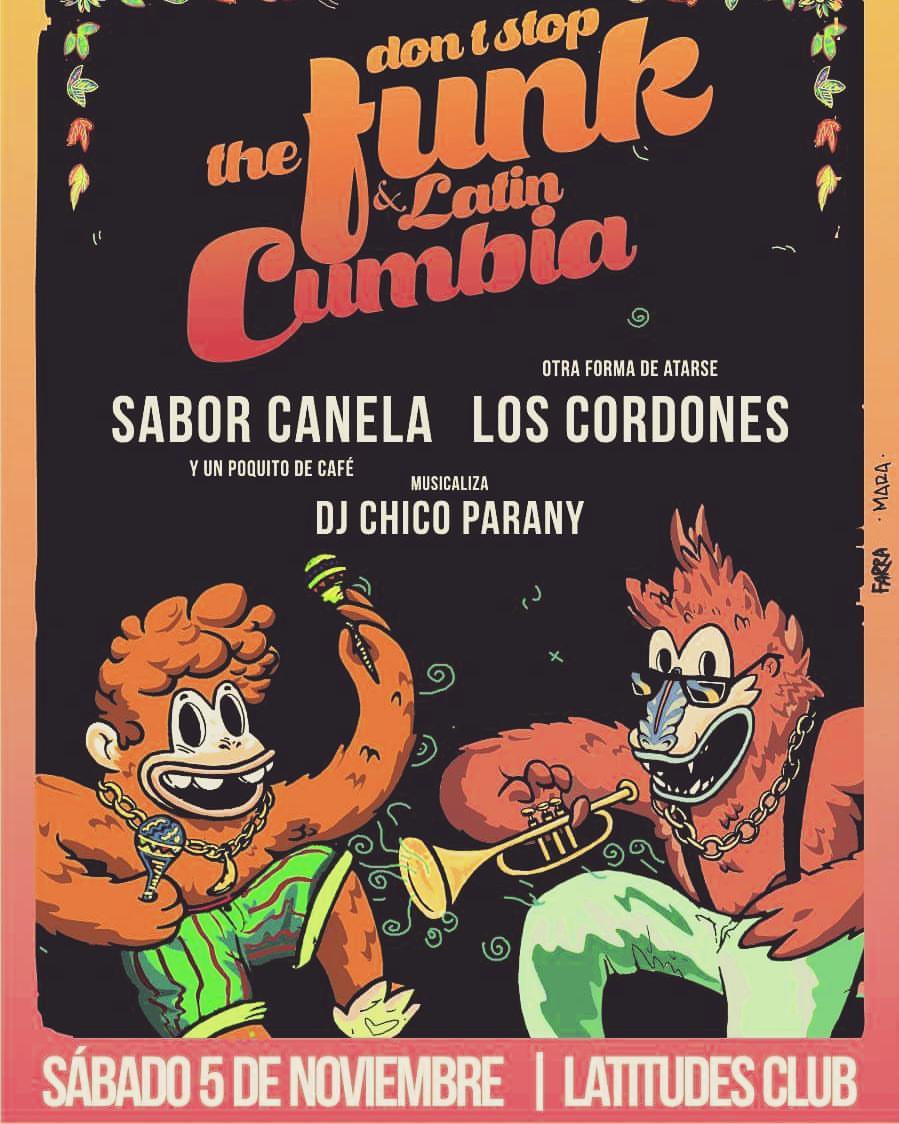 don t stop
the funk
& Latin
Cumbia
OTRA FORMA DE ATARSE
SABOR CANELA LOS CORDONES
Y UN POQUITO DE CAFÉ
MUSICALIZA
DJ CHICO PARANY
FARRA · MARA ·
SÁBADO 5 DE NOVIEMBRE | LATITUDES CLUB